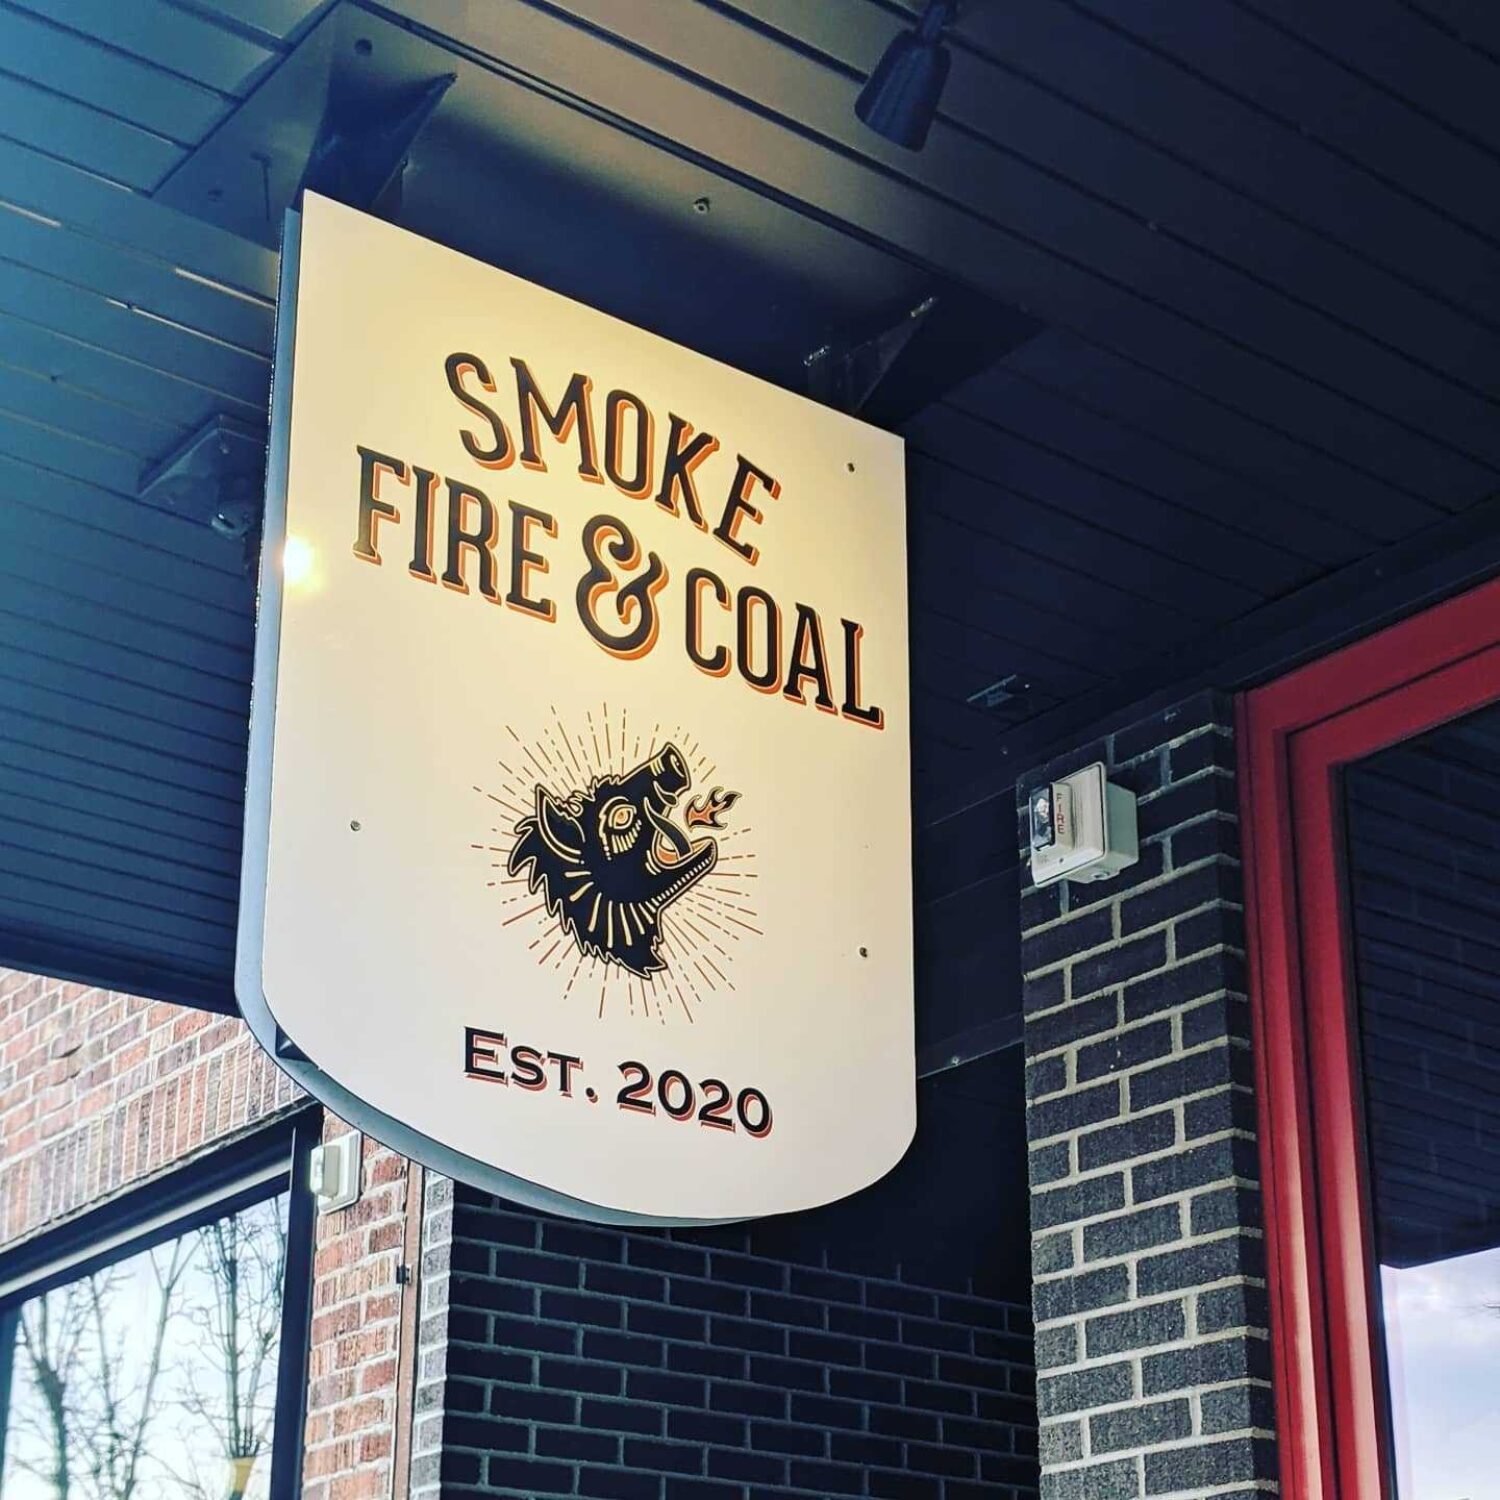 SMOKE
FIRE & COAL
EST. 2020
FIRE